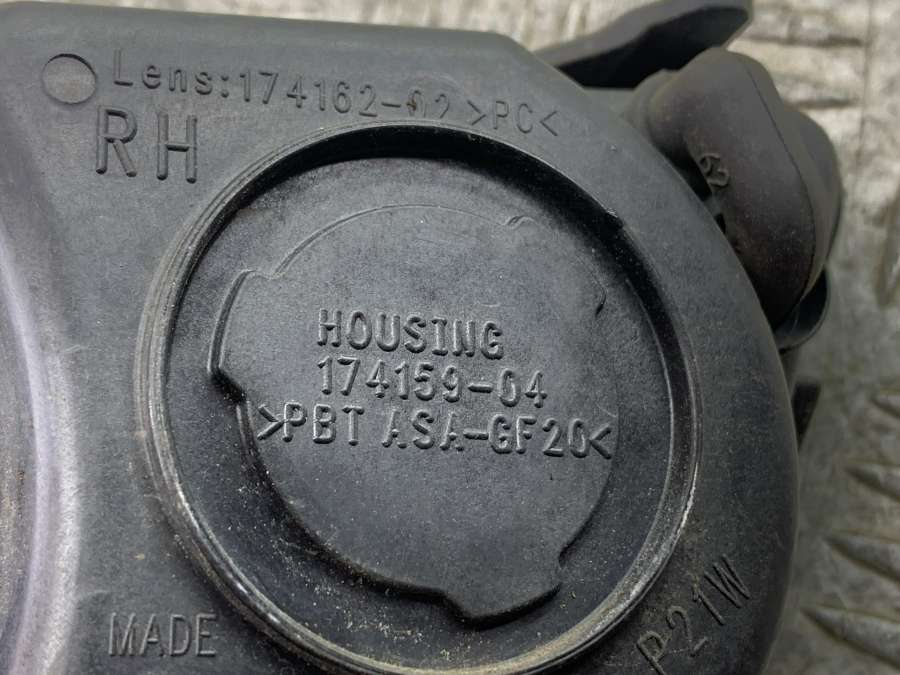 Lens:174162-02 >PC<
RH
HOUSING
174159-04
>PBT ASA-GF20<
MADE
P21W